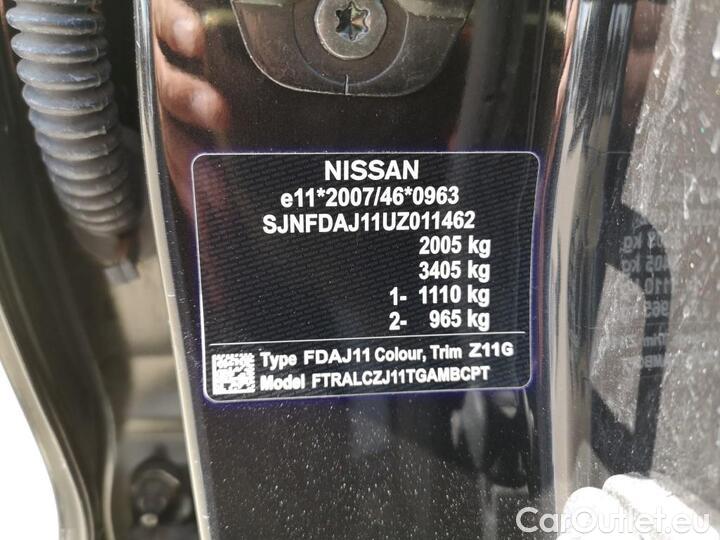 NISSAN
e11*2007/46*0963
SJNFDAJ11UZ011462
2005 kg
3405 kg
1- 1110 kg
2- 965 kg
Type FDAJ11 Colour, Trim Z11G
Model FTRALCZJ11TGAMBCPT
CarOutlet.eu